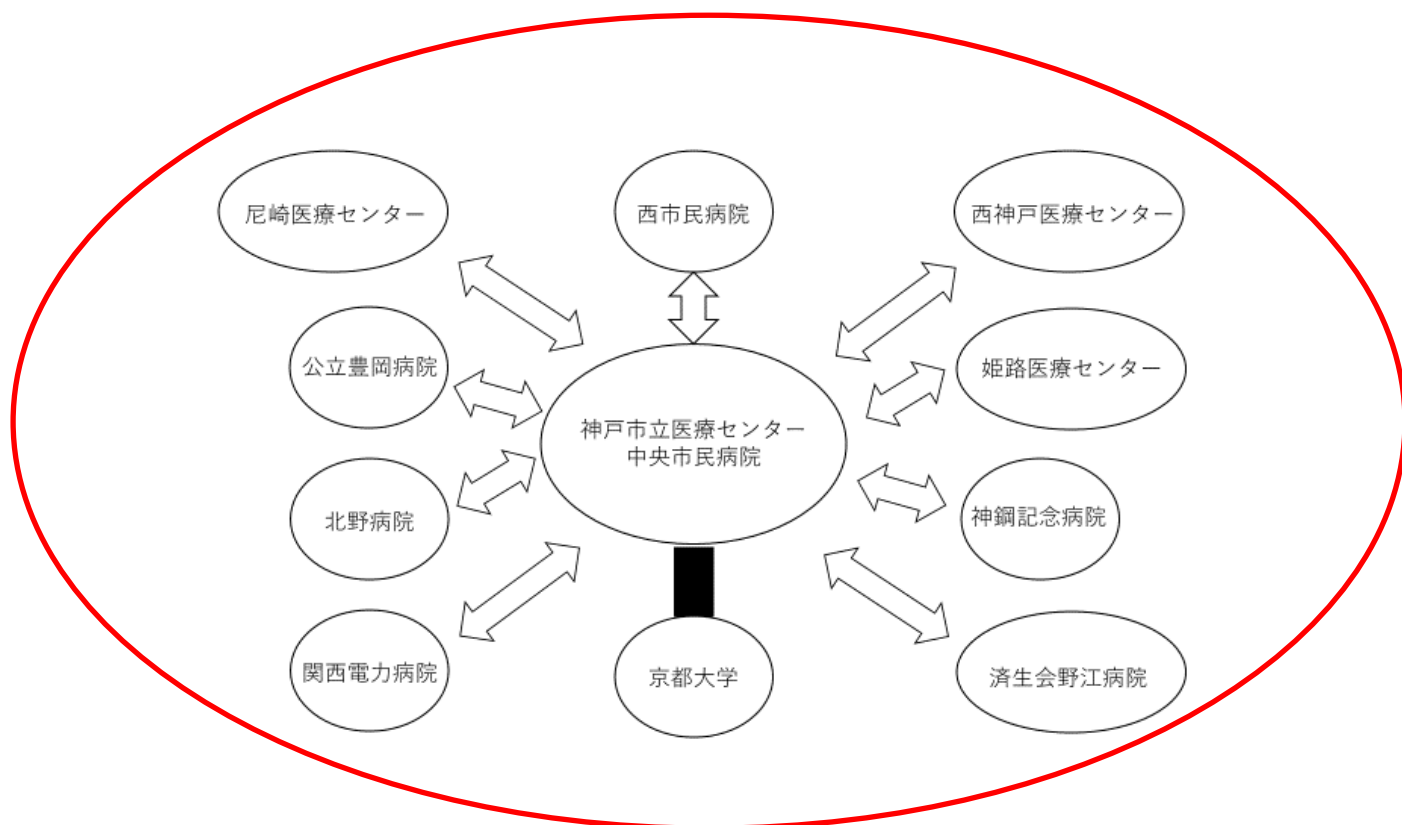 尼崎医療センター
西市民病院
西神戸医療センター
公立豊岡病院
姫路医療センター
神戸市立医療センター
中央市民病院
北野病院
神鋼記念病院
関西電力病院
京都大学
済生会野江病院